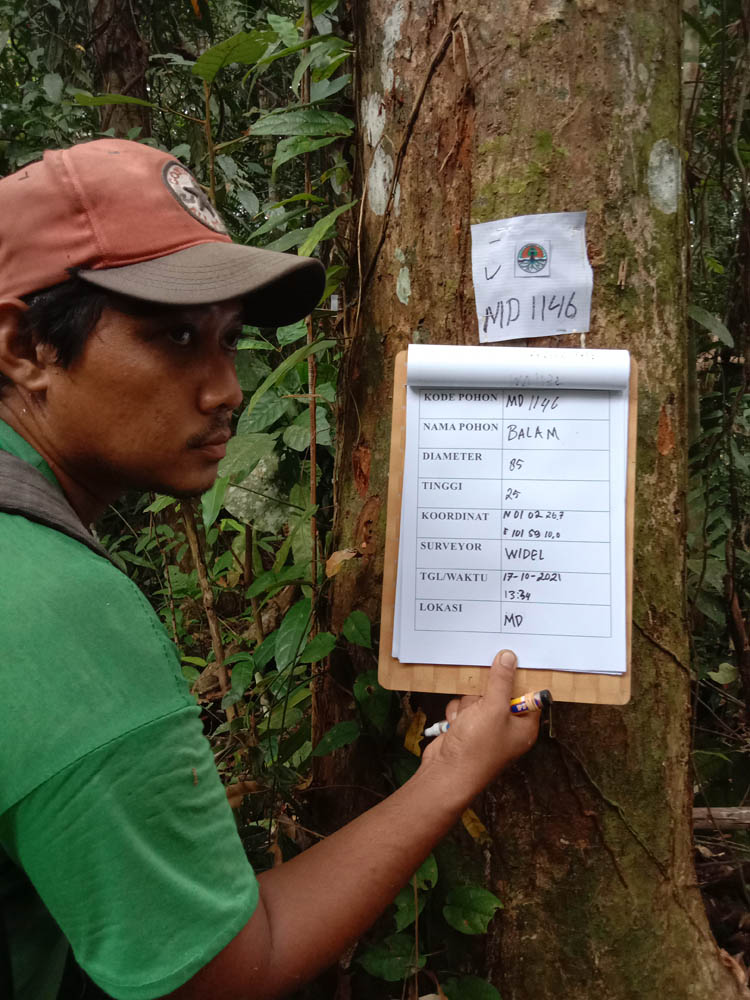 MD 1146
KODE POHON MD 1146
NAMA POHON BALAM
DIAMETER 85
TINGGI 25
KOORDINAT N 01 02 26,7
E 101 59 10,0
SURVEYOR WIDEL
TGL/WAKTU 17-10-2021
13:34
LOKASI MD